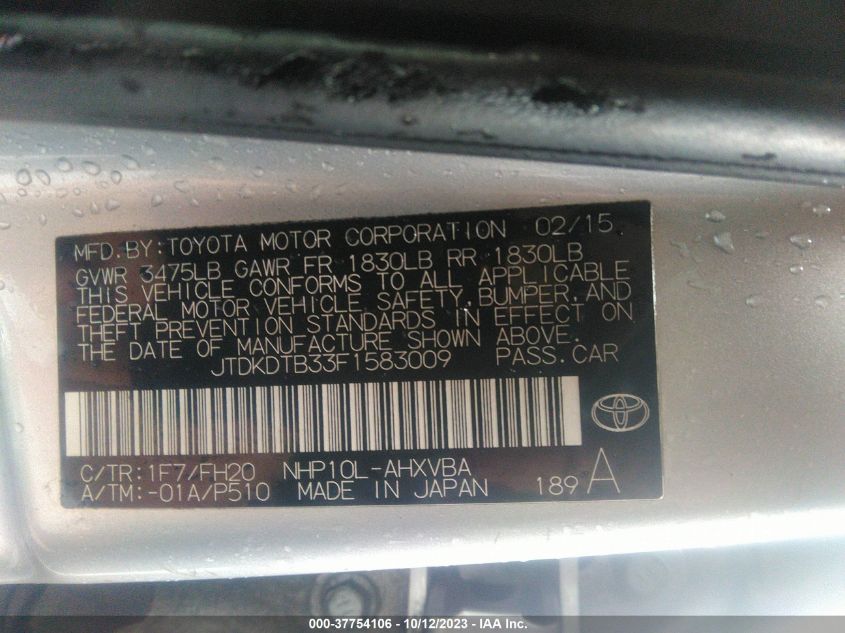 MFD. BY: TOYOTA MOTOR CORPORATION 02/15
GVWR 3475LB GAWR FR 1830LB RR 1830LB
THIS VEHICLE CONFORMS TO ALL APPLICABLE
FEDERAL MOTOR VEHICLE SAFETY, BUMPER, AND
THEFT PREVENTION STANDARDS IN EFFECT ON
THE DATE OF MANUFACTURE SHOWN ABOVE.
JTDKDTB33F1583009 PASS. CAR
C/TR: 1F7/FH20 NHP10L-AHXVBA
A/TM: -01A/P510 MADE IN JAPAN 189 A
000-37754106 - 10/12/2023 - IAA Inc.